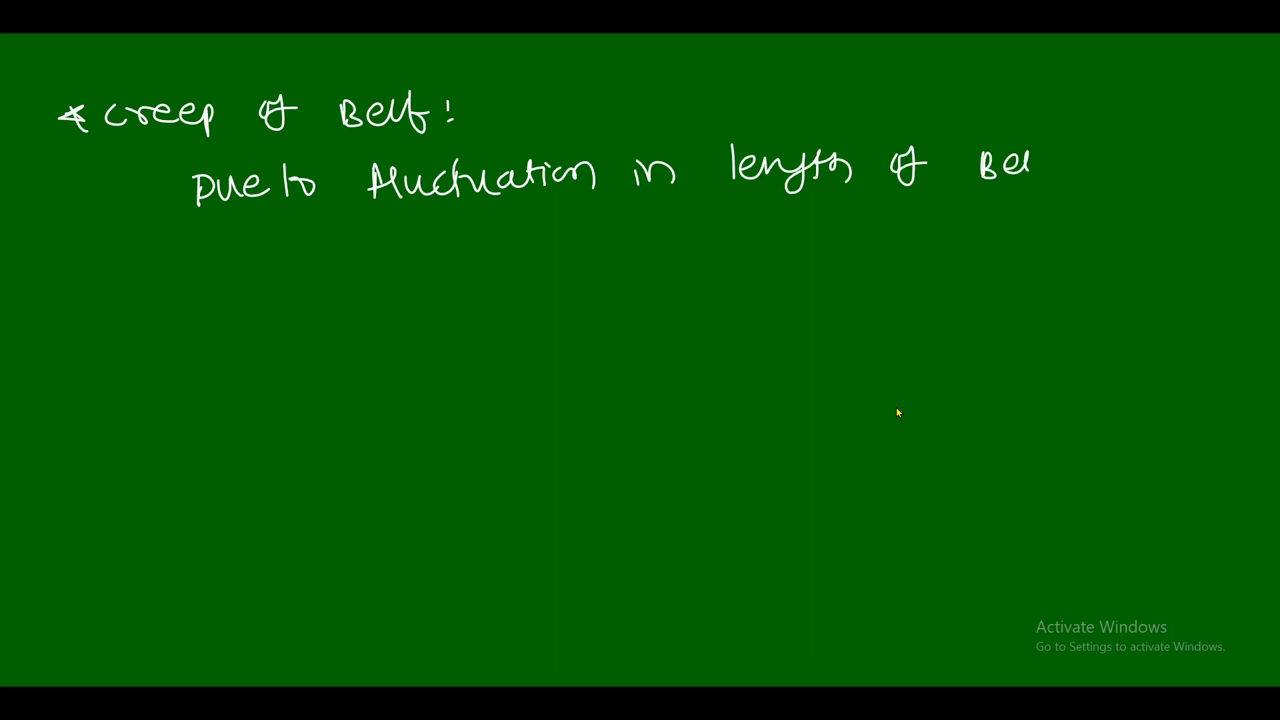 * creep of Belt:
Due to fluctuation in length of Bel
Activate Windows
Go to Settings to activate Windows.